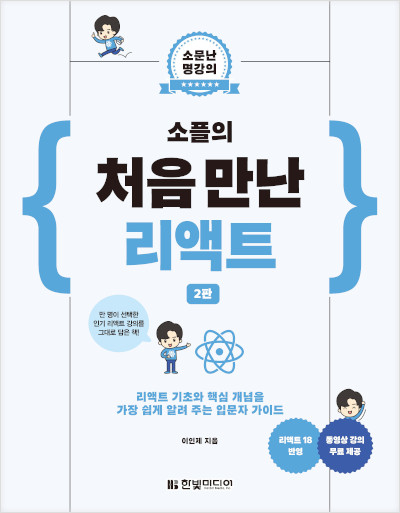 소문난
명강의
소플의
처음 만난
리액트
2판
만 명이 선택한
인기 리액트 강의를
그대로 담은 책!
리액트 기초와 핵심 개념을
가장 쉽게 알려 주는 입문자 가이드
이인제 지음
리액트 18
반영
동영상 강의
무료 제공
한빛미디어